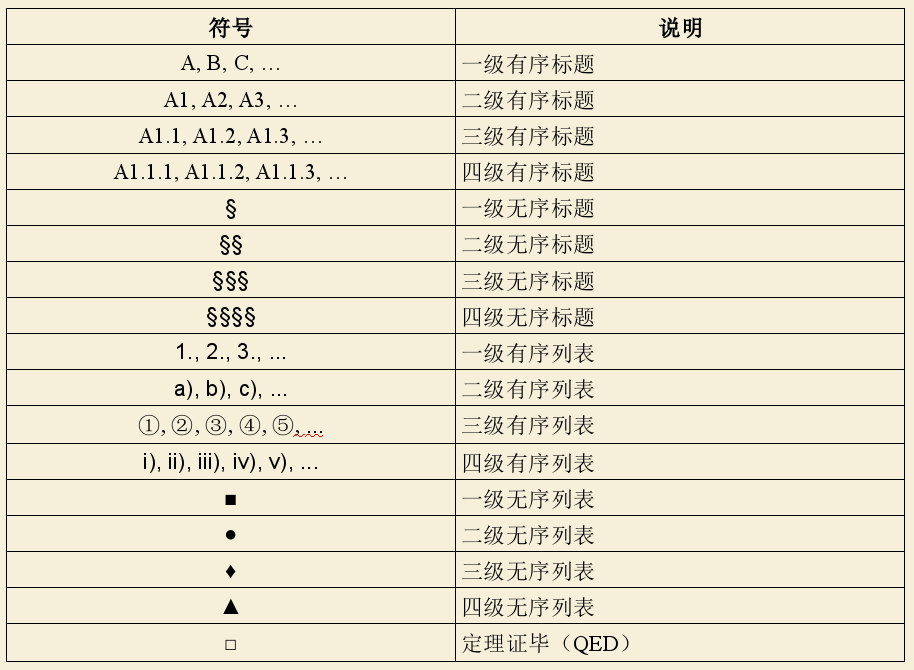 符号 说明
A, B, C, … 一级有序标题
A1, A2, A3, … 二级有序标题
A1.1, A1.2, A1.3, … 三级有序标题
A1.1.1, A1.1.2, A1.1.3, … 四级有序标题
§ 一级无序标题
§§ 二级无序标题
§§§ 三级无序标题
§§§§ 四级无序标题
1., 2., 3., ... 一级有序列表
a), b), c), ... 二级有序列表
①, ②, ③, ④, ⑤, ... 三级有序列表
i), ii), iii), iv), v), ... 四级有序列表
■ 一级无序列表
● 二级无序列表
♦ 三级无序列表
▲ 四级无序列表
□ 定理证毕（QED）